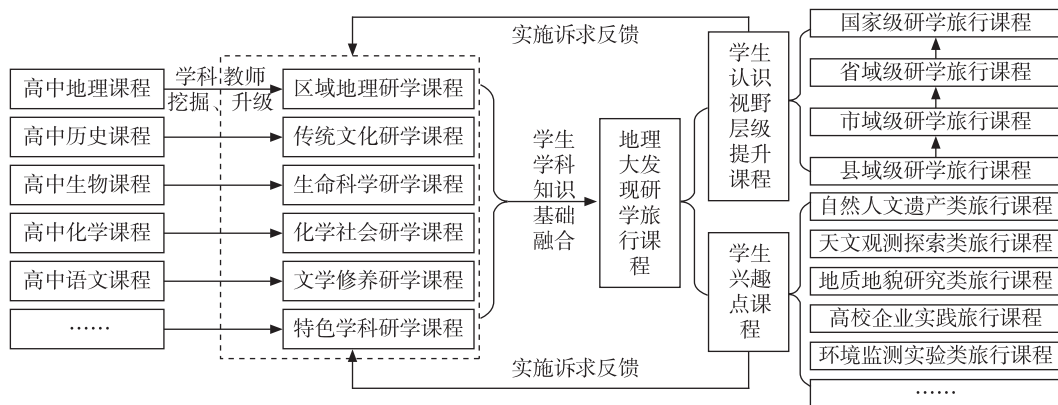 高中地理课程
高中历史课程
高中生物课程
高中化学课程
高中语文课程
……
学科教师
挖掘、升级
区域地理研学课程
传统文化研学课程
生命科学研学课程
化学社会研学课程
文学修养研学课程
特色学科研学课程
实施诉求反馈
实施诉求反馈
学生
学科
知识
基础
融合
地理
大发
现研
学旅
行课
程
学生
认识
视野
层级
提升
课程
学生
兴趣
点课
程
国家级研学旅行课程
省域级研学旅行课程
市域级研学旅行课程
县域级研学旅行课程
自然人文遗产类旅行课程
天文观测探索类旅行课程
地质地貌研究类旅行课程
高校企业实践旅行课程
环境监测实验类旅行课程
……